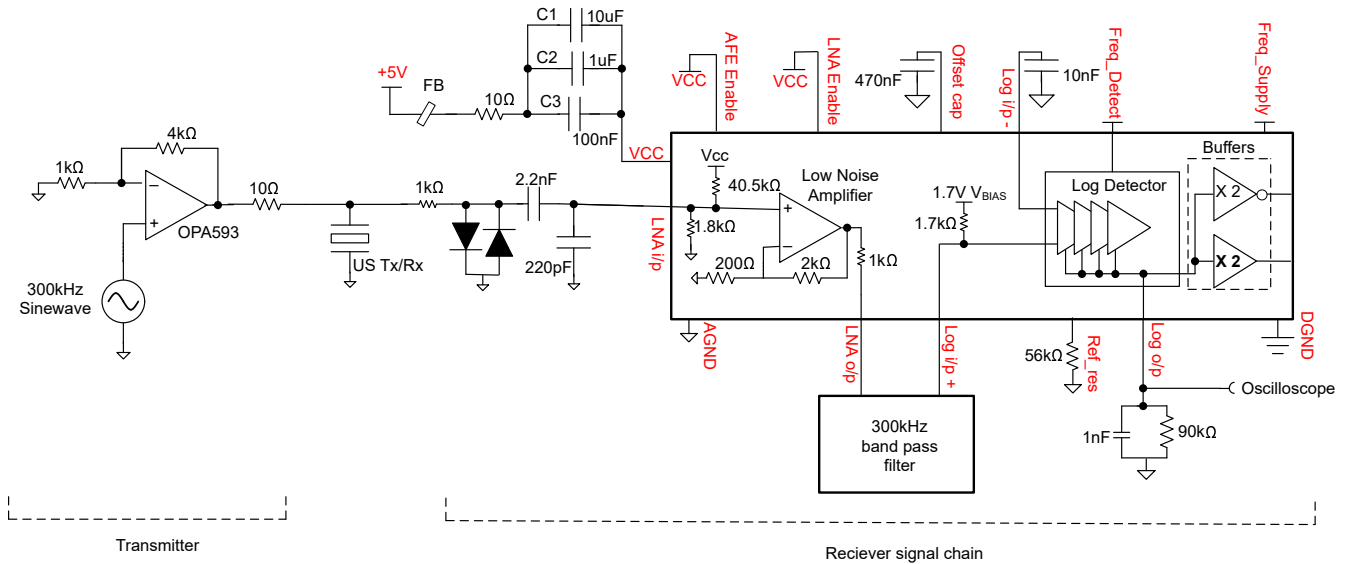 C1
10uF
C2
1uF
C3
100nF
+5V
FB
10Ω
VCC
AFE Enable
VCC
LNA Enable
VCC
Offset cap
470nF
Log i/p -
10nF
Freq_Detect
Freq_Supply
4kΩ
1kΩ
−
+
OPA593
10Ω
300kHz
Sinewave
US Tx/Rx
1kΩ
2.2nF
220pF
LNA i/p
Vcc
40.5kΩ
1.8kΩ
Low Noise
Amplifier
+
−
200Ω
2kΩ
1kΩ
1.7V VBIAS
1.7kΩ
Log Detector
Buffers
X 2
X 2
AGND
LNA o/p
Log i/p +
56kΩ
Ref_res
Log o/p
DGND
Oscilloscope
1nF
90kΩ
300kHz
band pass
filter
Transmitter
Reciever signal chain